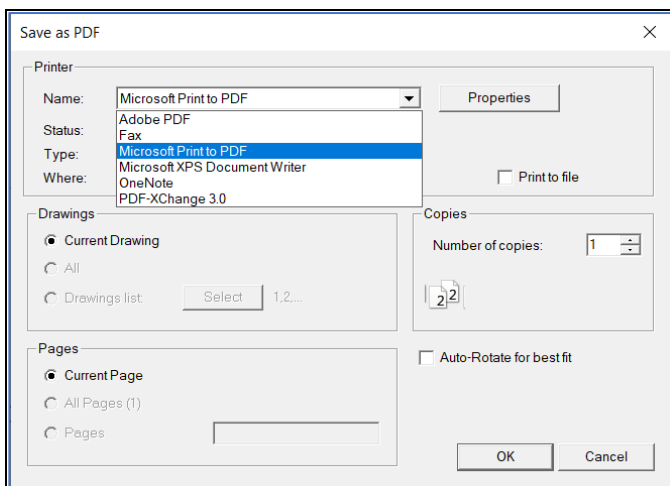 Save as PDF
Printer
Name:
Microsoft Print to PDF
Properties
Adobe PDF
Status:
Fax
Type:
Microsoft Print to PDF
Microsoft XPS Document Writer
Where:
OneNote
Print to file
PDF-XChange 3.0
Drawings
Copies
Current Drawing
Number of copies:
1
All
Drawings list:
Select
1,2,...
2 2
Pages
Current Page
Auto-Rotate for best fit
All Pages (1)
Pages
OK
Cancel